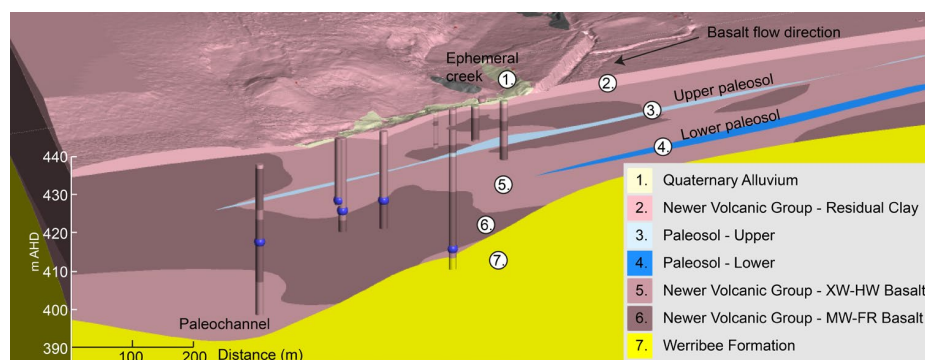 Basalt flow direction
Ephemeral
creek
1.
2.
Upper paleosol
3.
Lower paleosol
4.
5.
6.
7.
440
430
420
410
400
390
m AHD
Paleochannel
100
200
Distance (m)
1. Quaternary Alluvium
2. Newer Volcanic Group - Residual Clay
3. Paleosol - Upper
4. Paleosol - Lower
5. Newer Volcanic Group - XW-HW Basalt
6. Newer Volcanic Group - MW-FR Basalt
7. Werribee Formation